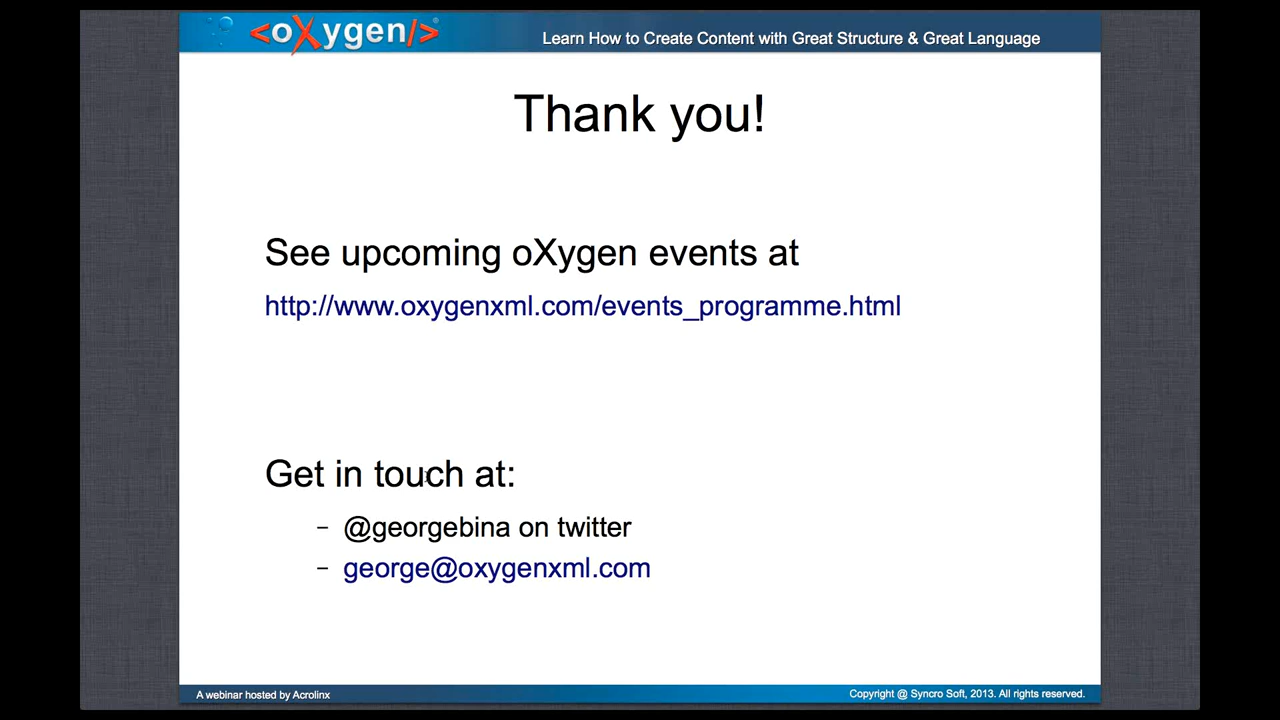 <oXygen/>®
Learn How to Create Content with Great Structure & Great Language
Thank you!
See upcoming oXygen events at
http://www.oxygenxml.com/events_programme.html
Get in touch at:
– @georgebina on twitter
– george@oxygenxml.com
A webinar hosted by Acrolinx
Copyright @ Syncro Soft, 2013. All rights reserved.